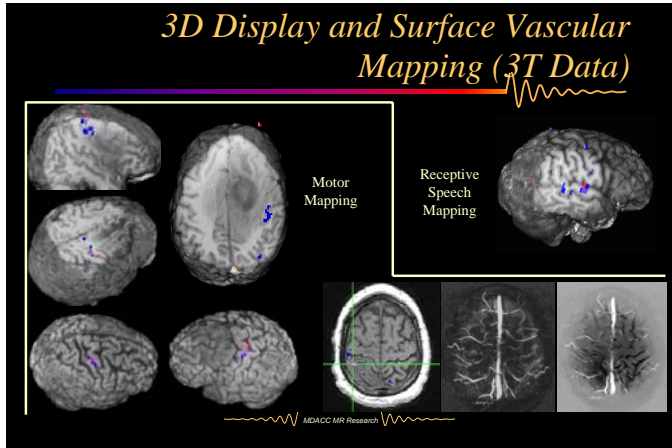 3D Display and Surface Vascular
Mapping (3T Data)
Motor
Mapping
Receptive
Speech
Mapping
MDACC MR Research